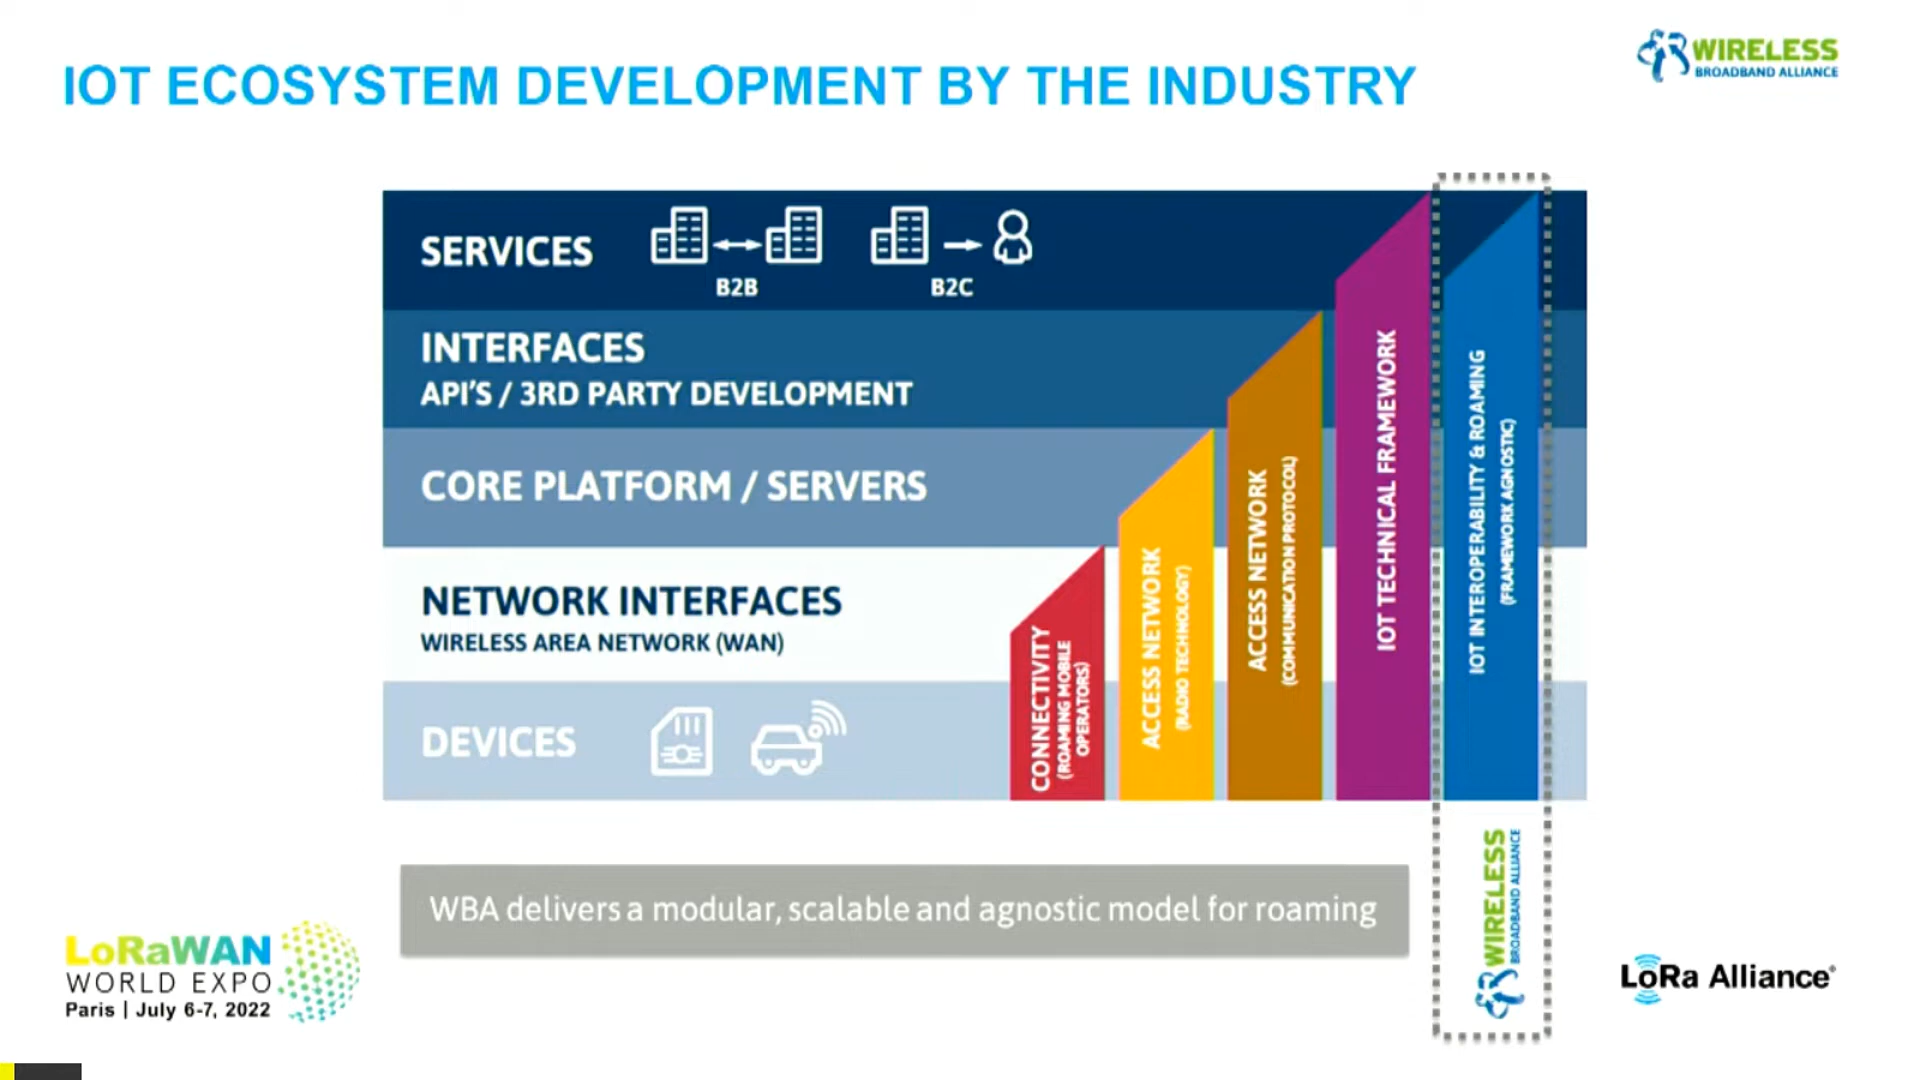 IOT ECOSYSTEM DEVELOPMENT BY THE INDUSTRY
WIRELESS
BROADBAND ALLIANCE
SERVICES
B2B
B2C
INTERFACES
API'S / 3RD PARTY DEVELOPMENT
CORE PLATFORM / SERVERS
NETWORK INTERFACES
WIRELESS AREA NETWORK (WAN)
DEVICES
CONNECTIVITY
(ROAMING MOBILE
OPERATORS)
ACCESS NETWORK
(RADIO TECHNOLOGY)
ACCESS NETWORK
(COMMUNICATION PROTOCOL)
IOT TECHNICAL FRAMEWORK
IOT INTEROPERABILITY & ROAMING
(FRAMEWORK AGNOSTIC)
WIRELESS
BROADBAND ALLIANCE
WBA delivers a modular, scalable and agnostic model for roaming
LoRaWAN
WORLD EXPO
Paris | July 6-7, 2022
LoRa Alliance®